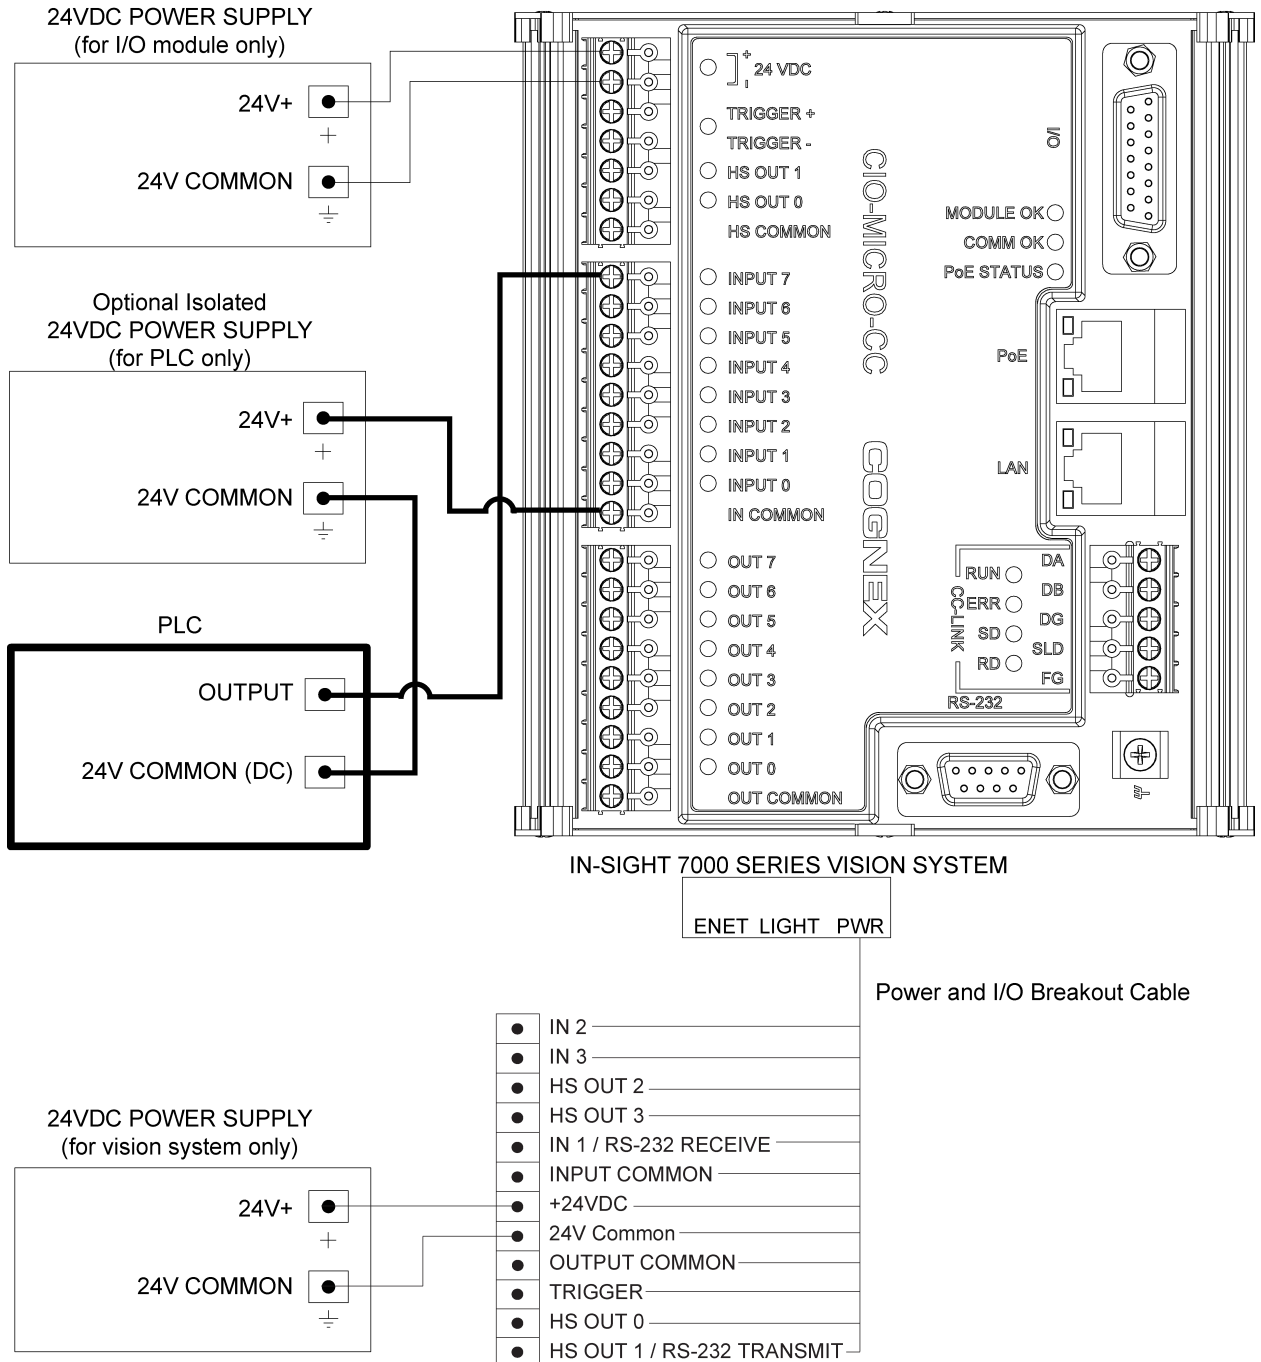 24VDC POWER SUPPLY
(for I/O module only)
24V+
+
24V COMMON
Optional Isolated
24VDC POWER SUPPLY
(for PLC only)
24V+
+
24V COMMON
PLC
OUTPUT
24V COMMON (DC)
+
-
24 VDC
TRIGGER +
TRIGGER -
HS OUT 1
HS OUT 0
HS COMMON
INPUT 7
INPUT 6
INPUT 5
INPUT 4
INPUT 3
INPUT 2
INPUT 1
INPUT 0
IN COMMON
OUT 7
OUT 6
OUT 5
OUT 4
OUT 3
OUT 2
OUT 1
OUT 0
OUT COMMON
CIO-MICRO-CC
COGNEX
I/O
MODULE OK
COMM OK
PoE STATUS
PoE
LAN
CC-LINK
RUN
ERR
SD
RD
DA
DB
DG
SLD
FG
RS-232
IN-SIGHT 7000 SERIES VISION SYSTEM
ENET LIGHT PWR
Power and I/O Breakout Cable
IN 2
IN 3
HS OUT 2
HS OUT 3
IN 1 / RS-232 RECEIVE
INPUT COMMON
+24VDC
24V Common
OUTPUT COMMON
TRIGGER
HS OUT 0
HS OUT 1 / RS-232 TRANSMIT
24VDC POWER SUPPLY
(for vision system only)
24V+
+
24V COMMON